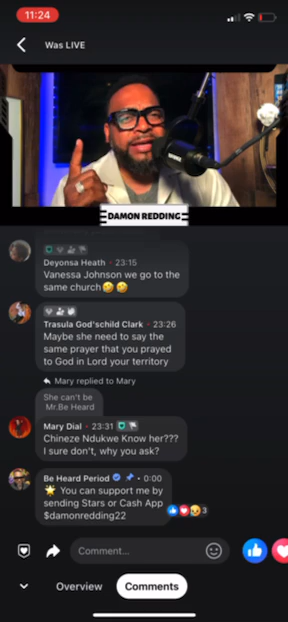 11:24
Was LIVE
DAMON REDDING
Deyonsa Heath · 23:15
Vanessa Johnson we go to the
same church🤣🤣
Trasula God'schild Clark · 23:26
Maybe she need to say the
same prayer that you prayed
to God in Lord your territory
Mary replied to Mary
She can't be
Mr.Be Heard
Mary Dial · 23:31
Chineze Ndukwe Know her???
I sure don't, why you ask?
Be Heard Period · 0:00
🌟 You can support me by
sending Stars or Cash App
$damonredding22
3
Comment...
Overview
Comments